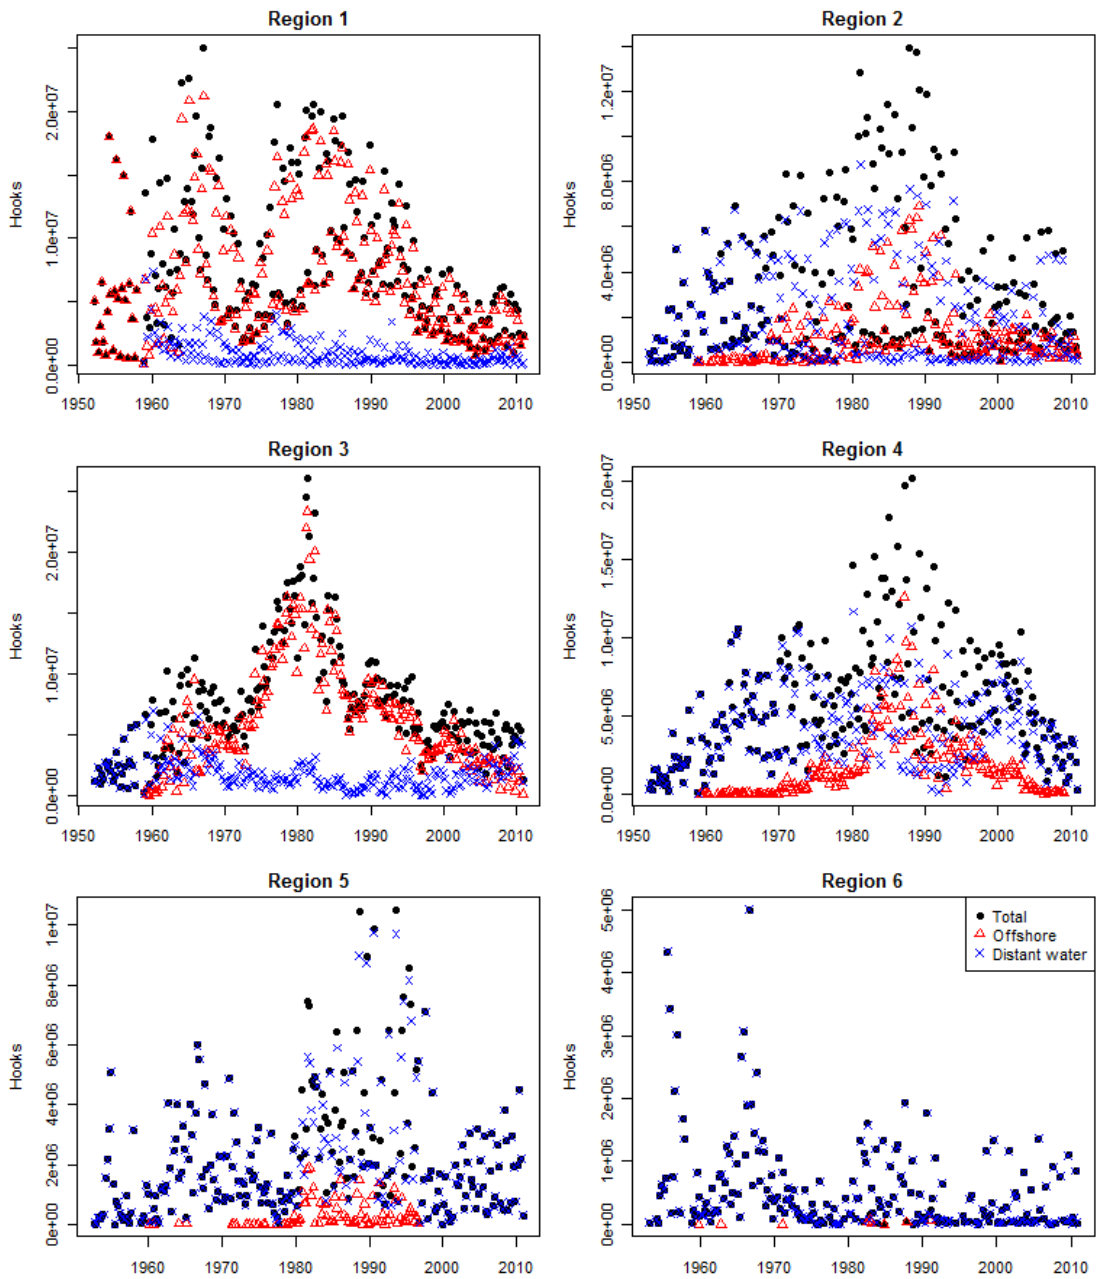 Region 1
Hooks
0.0e+00 1.0e+07 2.0e+07
1950 1960 1970 1980 1990 2000 2010
Region 2
Hooks
0.0e+00 4.0e+06 8.0e+06 1.2e+07
1950 1960 1970 1980 1990 2000 2010
Region 3
Hooks
0.0e+00 1.0e+07 2.0e+07
1950 1960 1970 1980 1990 2000 2010
Region 4
Hooks
0.0e+00 5.0e+06 1.0e+07 1.5e+07 2.0e+07
1950 1960 1970 1980 1990 2000 2010
Region 5
Hooks
0e+00 2e+06 4e+06 6e+06 8e+06 1e+07
1960 1970 1980 1990 2000 2010
Region 6
Hooks
0e+00 1e+06 2e+06 3e+06 4e+06 5e+06
Total
Offshore
Distant water
1960 1970 1980 1990 2000 2010